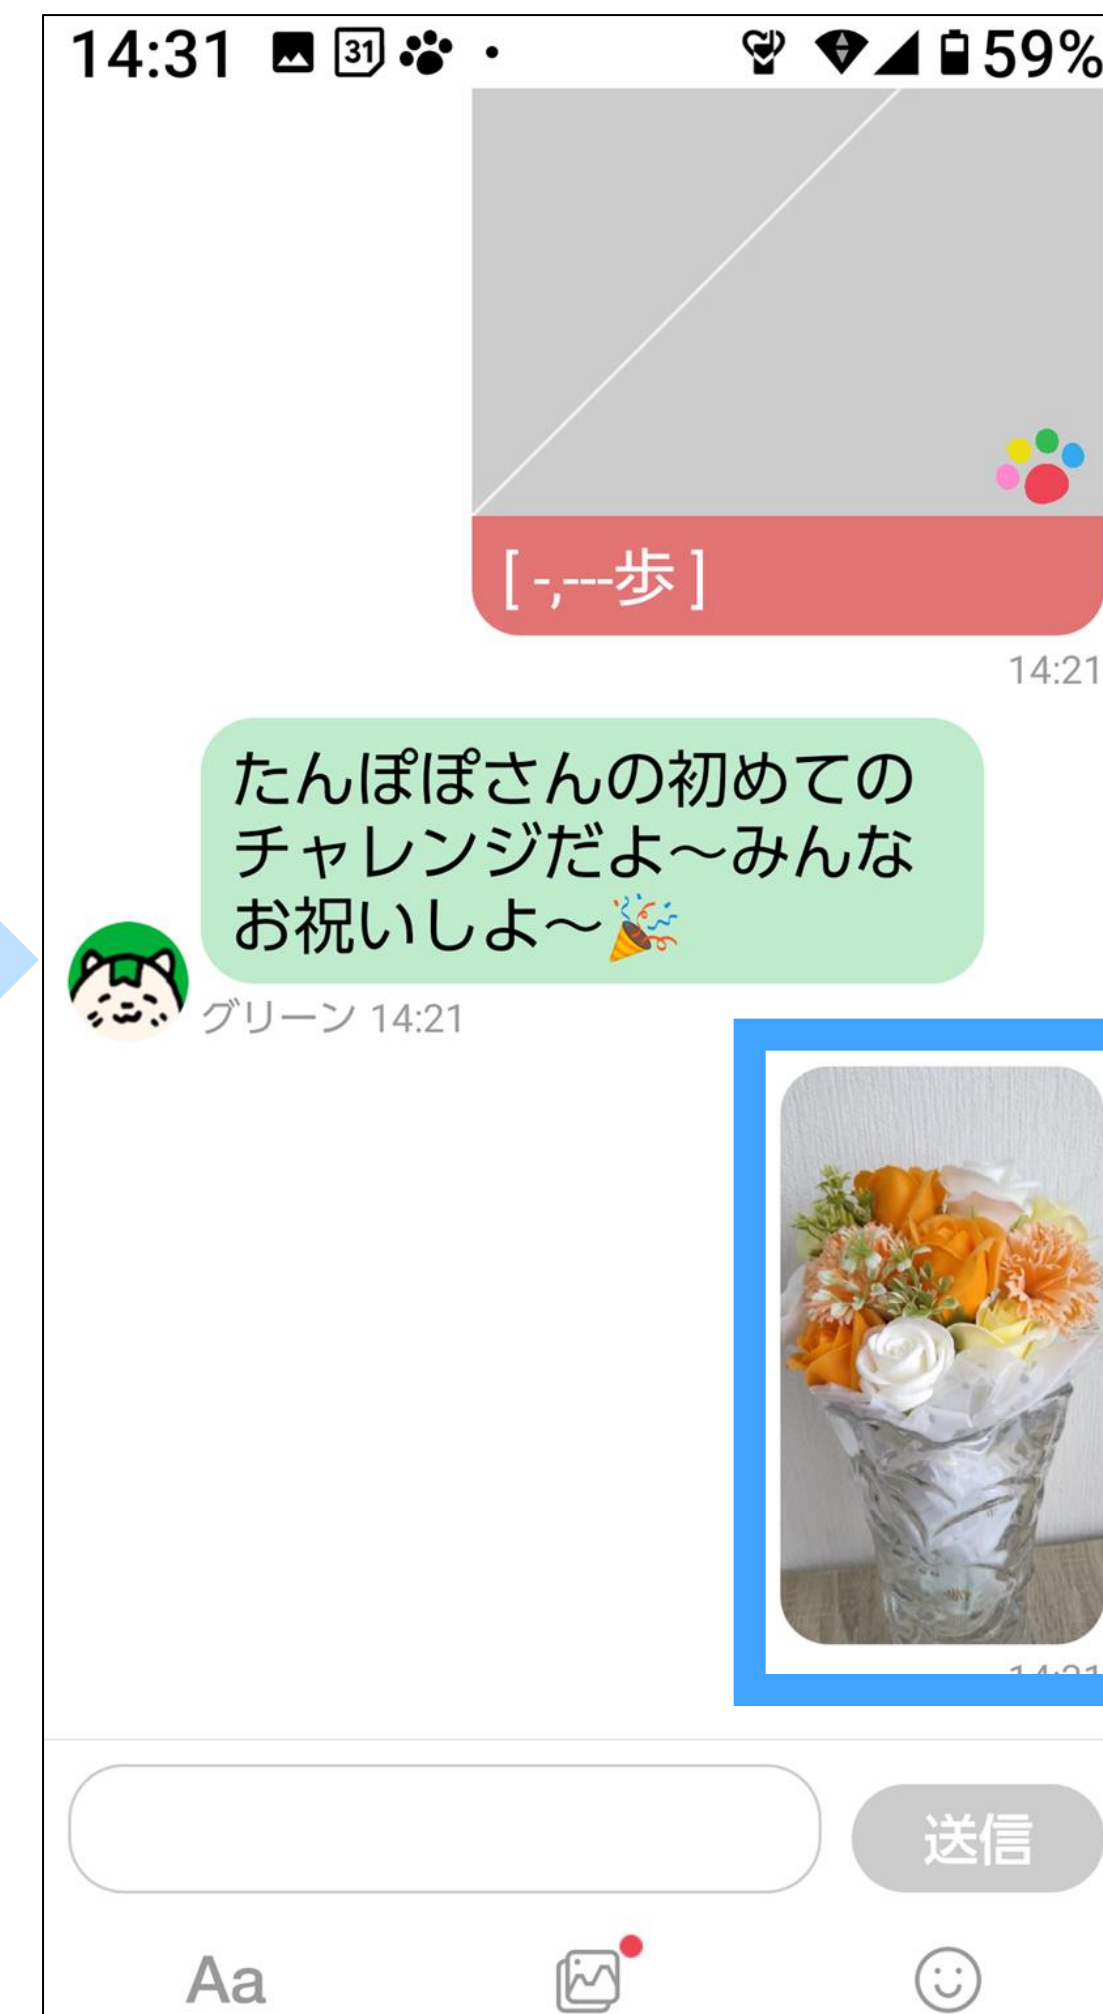 14:31
31
59%
[ -,---歩 ]
14:21
たんぽぽさんの初めての
チャレンジだよ～みんな
お祝いしよ～🎉
グリーン 14:21
送信
Aa